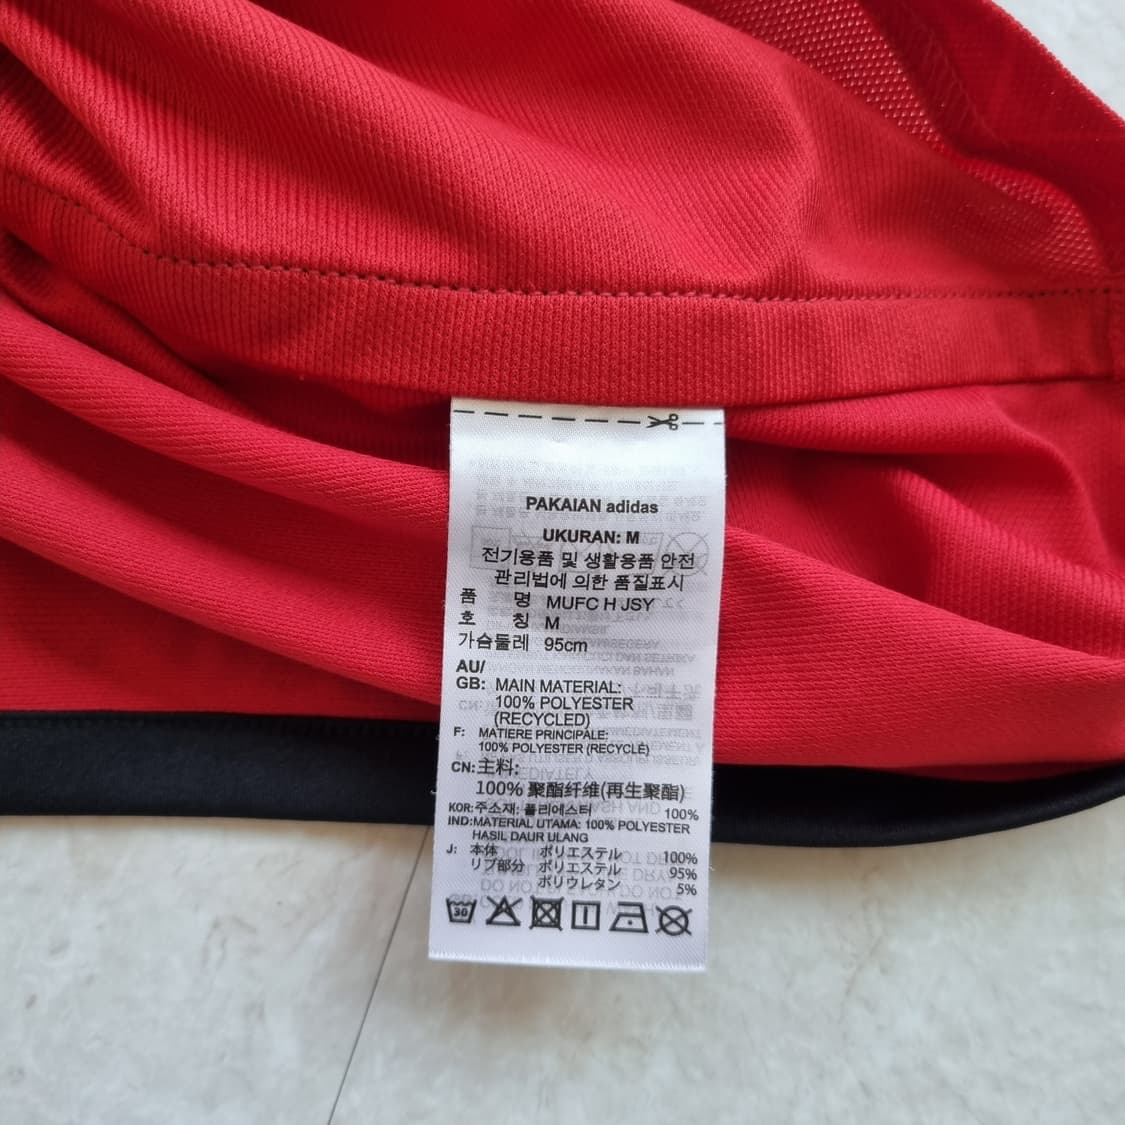 PAKAIAN adidas
UKURAN: M
전기용품 및 생활용품 안전
관리법에 의한 품질표시
품 명 MUFC H JSY
호 칭 M
가슴둘레 95cm
AU/
GB: MAIN MATERIAL:
100% POLYESTER
(RECYCLED)
F: MATIERE PRINCIPALE:
100% POLYESTER (RECYCLÉ)
CN: 主料:
100% 聚酯纤维(再生聚酯)
KOR: 주소재: 폴리에스터 100%
IND: MATERIAL UTAMA: 100% POLYESTER
HASIL DAUR ULANG
J: 本体 ポリエステル 100%
リブ部分 ポリエステル 95%
ポリウレタン 5%
30